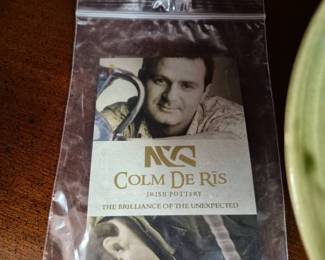 COLM DE RÍS
IRISH POTTERY
THE BRILLIANCE OF THE UNEXPECTED